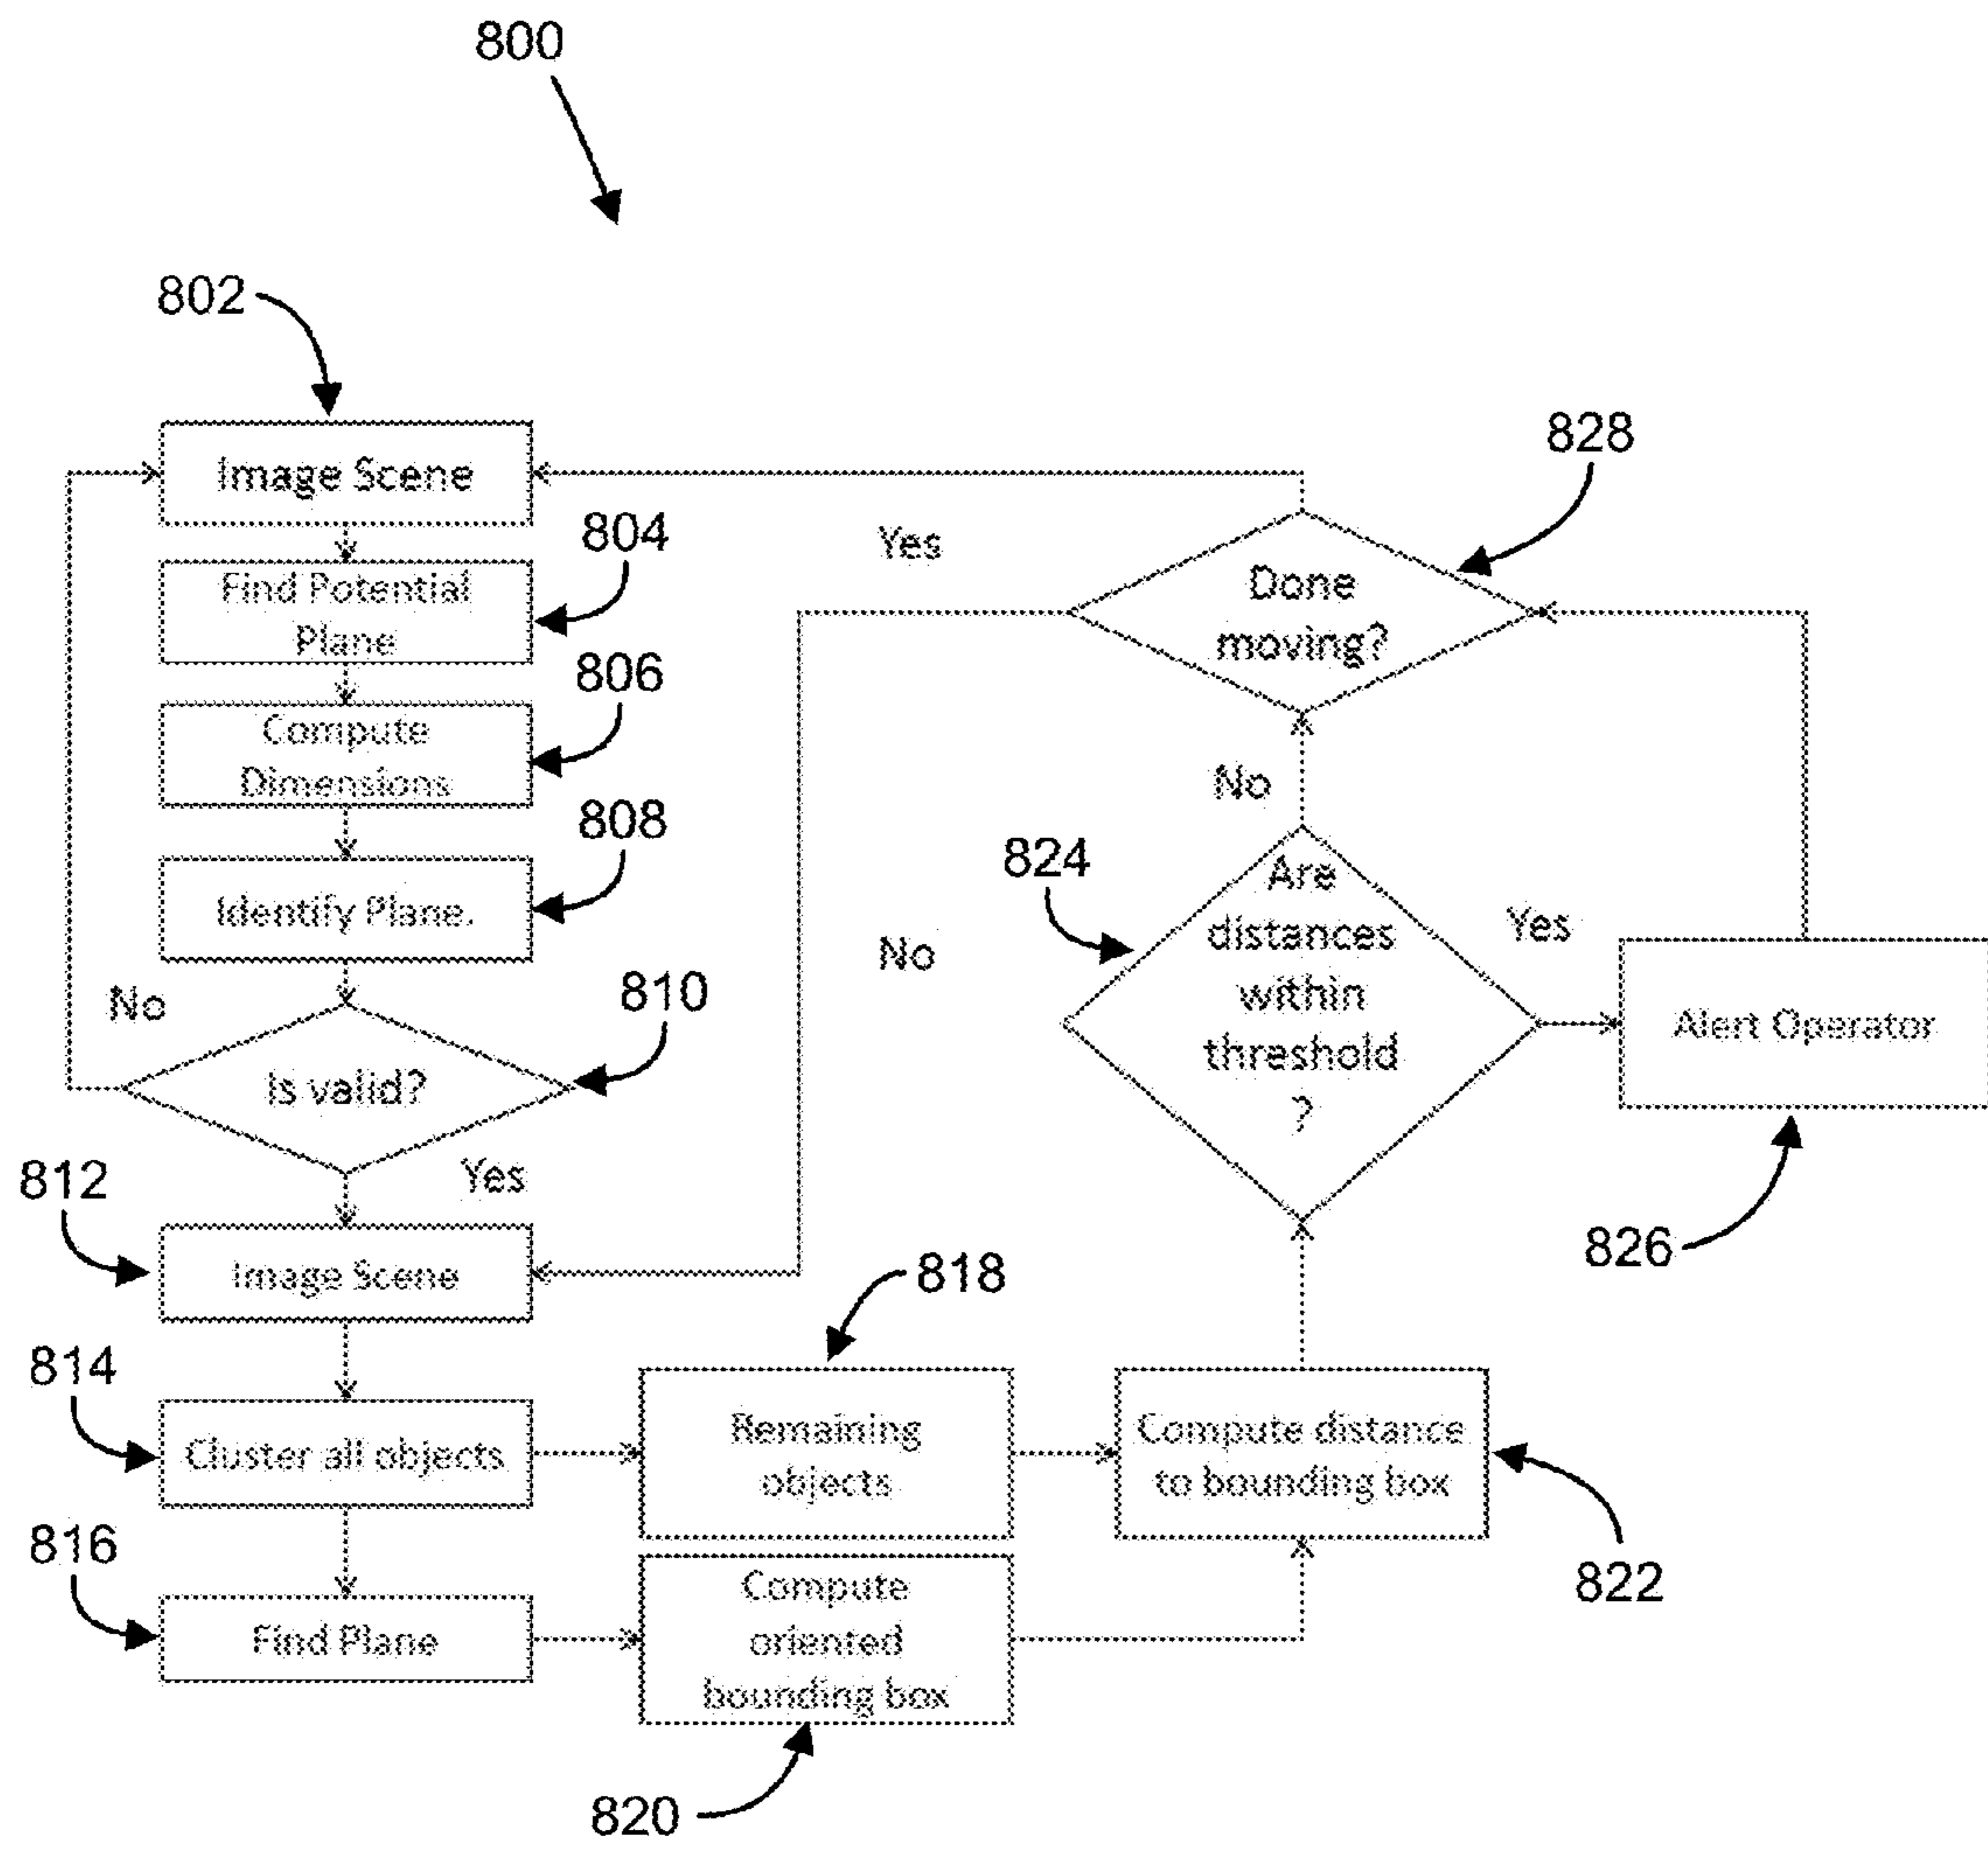 800
802
Image Scene
804
Find Potential
Plane
806
Compute
Dimensions
808
Identify Plane.
No
810
Is valid?
Yes
812
Image Scene
814
Cluster all objects
816
Find Plane
818
Remaining
objects
820
Compute
oriented
bounding box
822
Compute distance
to bounding box
824
Are
distances
within
threshold
?
Yes
No
826
Alert Operator
828
Done
moving?
Yes
No